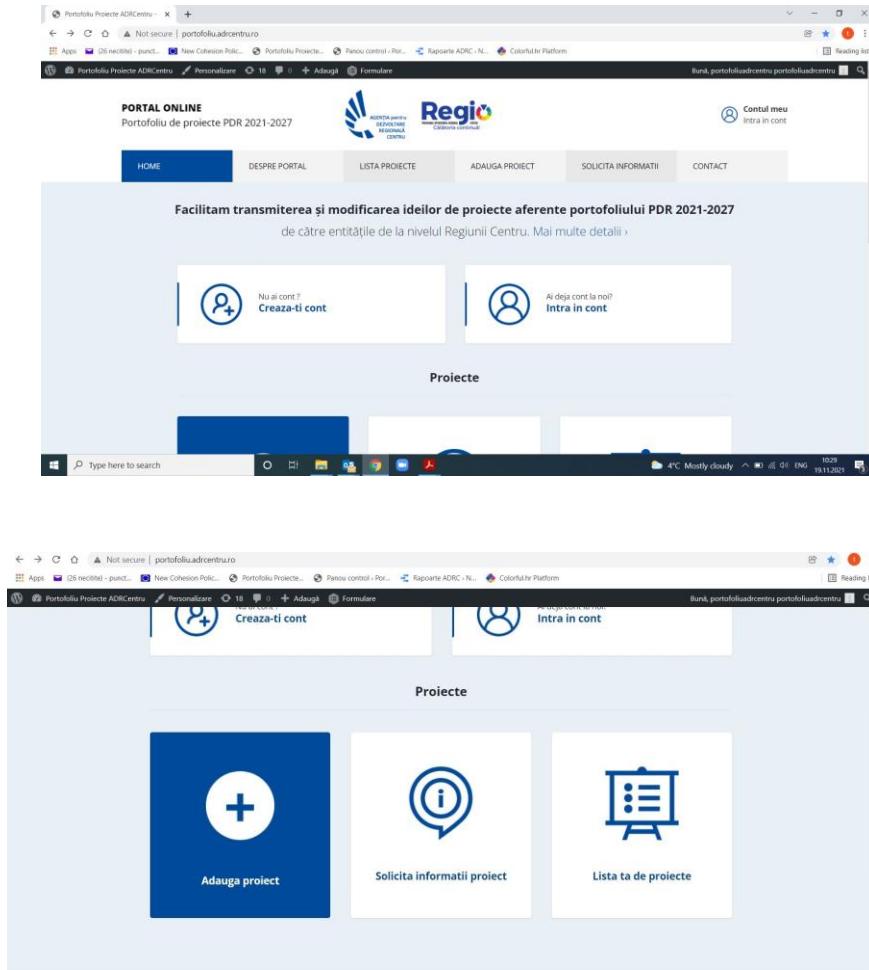 Portofoliu Proiecte ADRCentru -
Not secure | portofoliu.adrcentru.ro
Apps (26 necitite) - punct... New Cohesion Polic... Portofoliu Proiecte... Panou control ‹ Por... Rapoarte ADRC - N... Colorful.hr Platform Reading list
Portofoliu Proiecte ADRCentru Personalizare 18 0 + Adaugă Formulare Bună, portofoliuadrcentru portofoliuadrcentru
PORTAL ONLINE
Portofoliu de proiecte PDR 2021-2027
AGENȚIA pentru
DEZVOLTARE
REGIONALĂ
CENTRU
Regio
Călătoria continuă!
Contul meu
Intra in cont
HOME DESPRE PORTAL LISTA PROIECTE ADAUGA PROIECT SOLICITA INFORMATII CONTACT
Facilitam transmiterea și modificarea ideilor de proiecte aferente portofoliului PDR 2021-2027
de către entitățile de la nivelul Regiunii Centru. Mai multe detalii ›
Nu ai cont ?
Creaza-ti cont
Ai deja cont la noi?
Intra in cont
Proiecte
Type here to search 4°C Mostly cloudy ENG 10:29
19.11.2021
Not secure | portofoliu.adrcentru.ro
Apps (26 necitite) - punct... New Cohesion Polic... Portofoliu Proiecte... Panou control ‹ Por... Rapoarte ADRC - N... Colorful.hr Platform Reading
Portofoliu Proiecte ADRCentru Personalizare 18 0 + Adaugă Formulare Bună, portofoliuadrcentru portofoliuadrcentru
Creaza-ti cont
Intra in cont
Proiecte
Adauga proiect
Solicita informatii proiect
Lista ta de proiecte